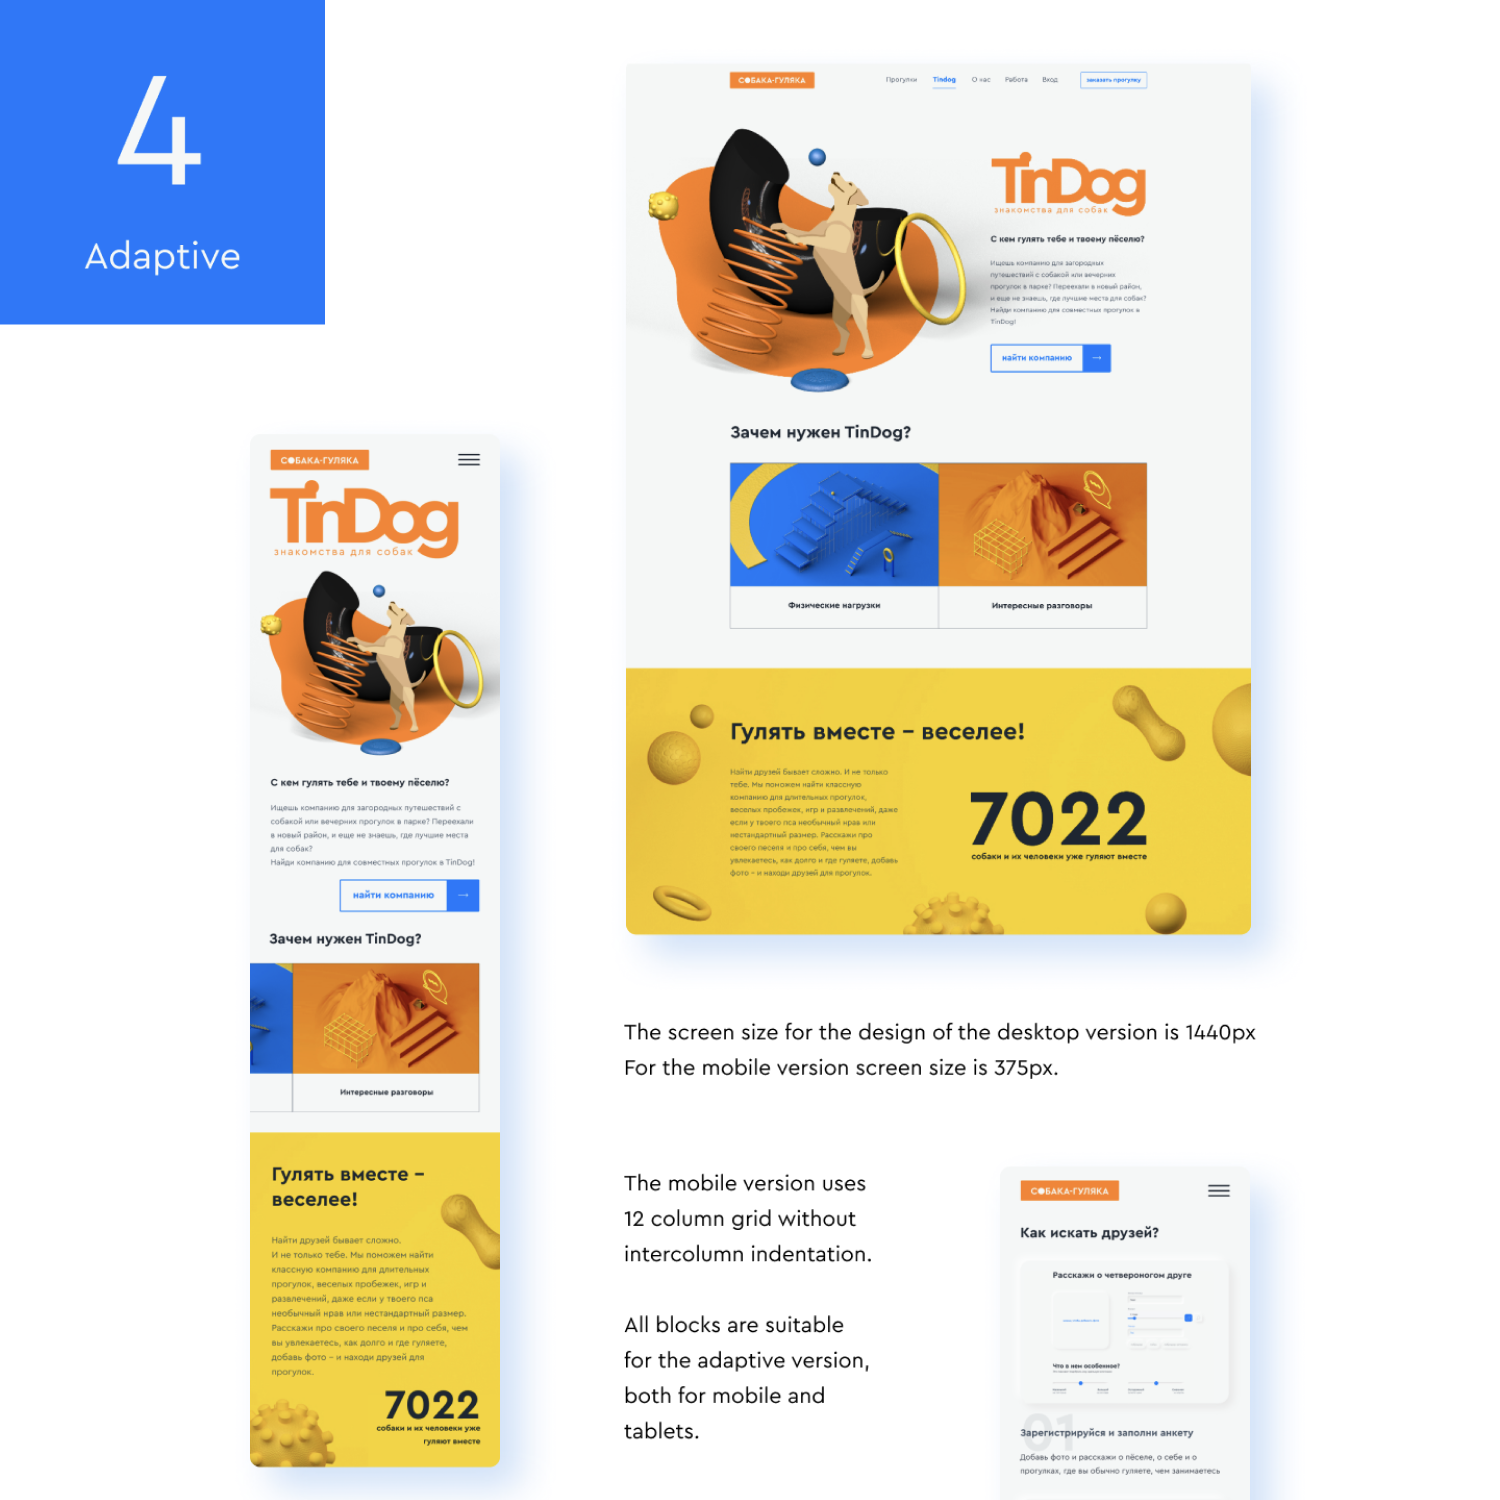 4
Adaptive
СОБАКА-ГУЛЯКА
Прогулки Tindog О нас Работа Вход заказать прогулку
TinDog
знакомства для собак
С кем гулять тебе и твоему пёселю?
Ищешь компанию для загородных
путешествий с собакой или вечерних
прогулок в парке? Переехали в новый район,
и еще не знаешь, где лучшие места для собак?
Найди компанию для совместных прогулок в
TinDog!
найти компанию →
Зачем нужен TinDog?
Физические нагрузки
Интересные разговоры
Гулять вместе – веселее!
Найти друзей бывает сложно. И не только
тебе. Мы поможем найти классную
компанию для длительных прогулок,
веселых пробежек, игр и развлечений, даже
если у твоего пса необычный нрав или
нестандартный размер. Расскажи про
своего песеля и про себя, чем вы
увлекаетесь, как долго и где гуляете, добавь
фото – и находи друзей для прогулок.
7022
собаки и их человеки уже гуляют вместе
СОБАКА-ГУЛЯКА
TinDog
знакомства для собак
С кем гулять тебе и твоему пёселю?
Ищешь компанию для загородных путешествий с
собакой или вечерних прогулок в парке? Переехали
в новый район, и еще не знаешь, где лучшие места
для собак?
Найди компанию для совместных прогулок в TinDog!
найти компанию →
Зачем нужен TinDog?
Интересные разговоры
Гулять вместе –
веселее!
Найти друзей бывает сложно.
И не только тебе. Мы поможем найти
классную компанию для длительных
прогулок, веселых пробежек, игр и
развлечений, даже если у твоего пса
необычный нрав или нестандартный размер.
Расскажи про своего песеля и про себя, чем
вы увлекаетесь, как долго и где гуляете,
добавь фото – и находи друзей для
прогулок.
7022
собаки и их человеки уже
гуляют вместе
The screen size for the design of the desktop version is 1440px
For the mobile version screen size is 375px.
The mobile version uses
12 column grid without
intercolumn indentation.
All blocks are suitable
for the adaptive version,
both for mobile and
tablets.
СОБАКА-ГУЛЯКА
Как искать друзей?
Расскажи о четвероногом друге
Что в нем особенное?
01
Зарегистрируйся и заполни анкету
Добавь фото и расскажи о пёселе, о себе и о
прогулках, где вы обычно гуляете, чем занимаетесь